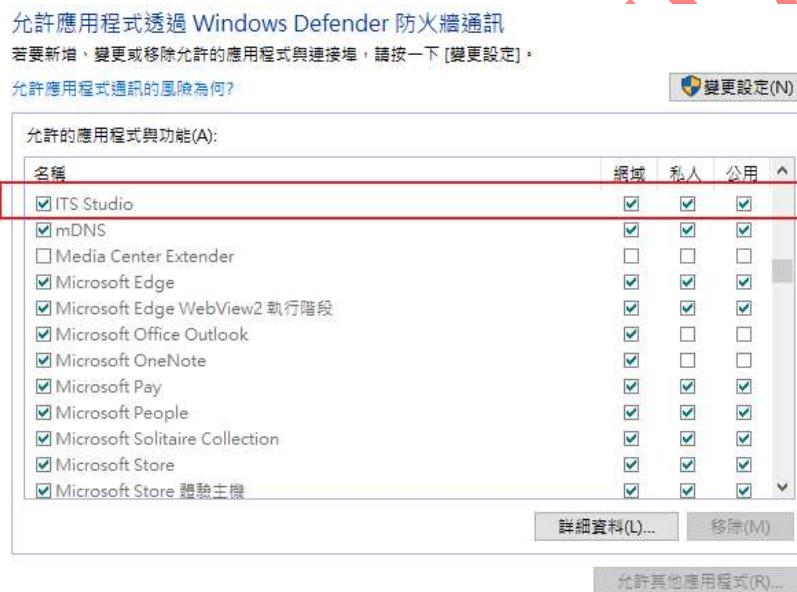 允許應用程式透過 Windows Defender 防火牆通訊
若要新增、變更或移除允許的應用程式與連接埠，請按一下 [變更設定]。
允許應用程式通訊的風險為何?
變更設定(N)
允許的應用程式與功能(A):
名稱 網域 私人 公用
ITS Studio
mDNS
Media Center Extender
Microsoft Edge
Microsoft Edge WebView2 執行階段
Microsoft Office Outlook
Microsoft OneNote
Microsoft Pay
Microsoft People
Microsoft Solitaire Collection
Microsoft Store
Microsoft Store 體驗主機
詳細資料(L)... 移除(M)
允許其他應用程式(R)...